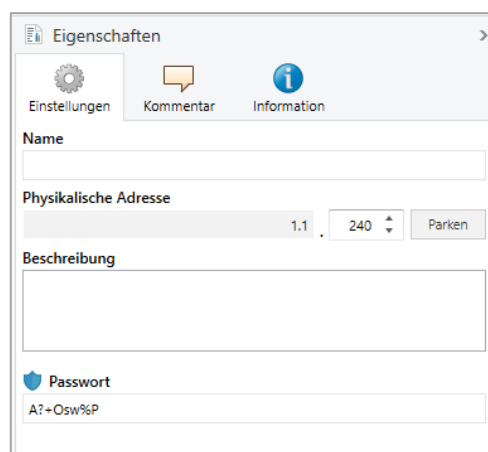 Eigenschaften
Einstellungen Kommentar Information
Name
Physikalische Adresse
1.1 . 240 Parken
Beschreibung
Passwort
A?+Osw%P